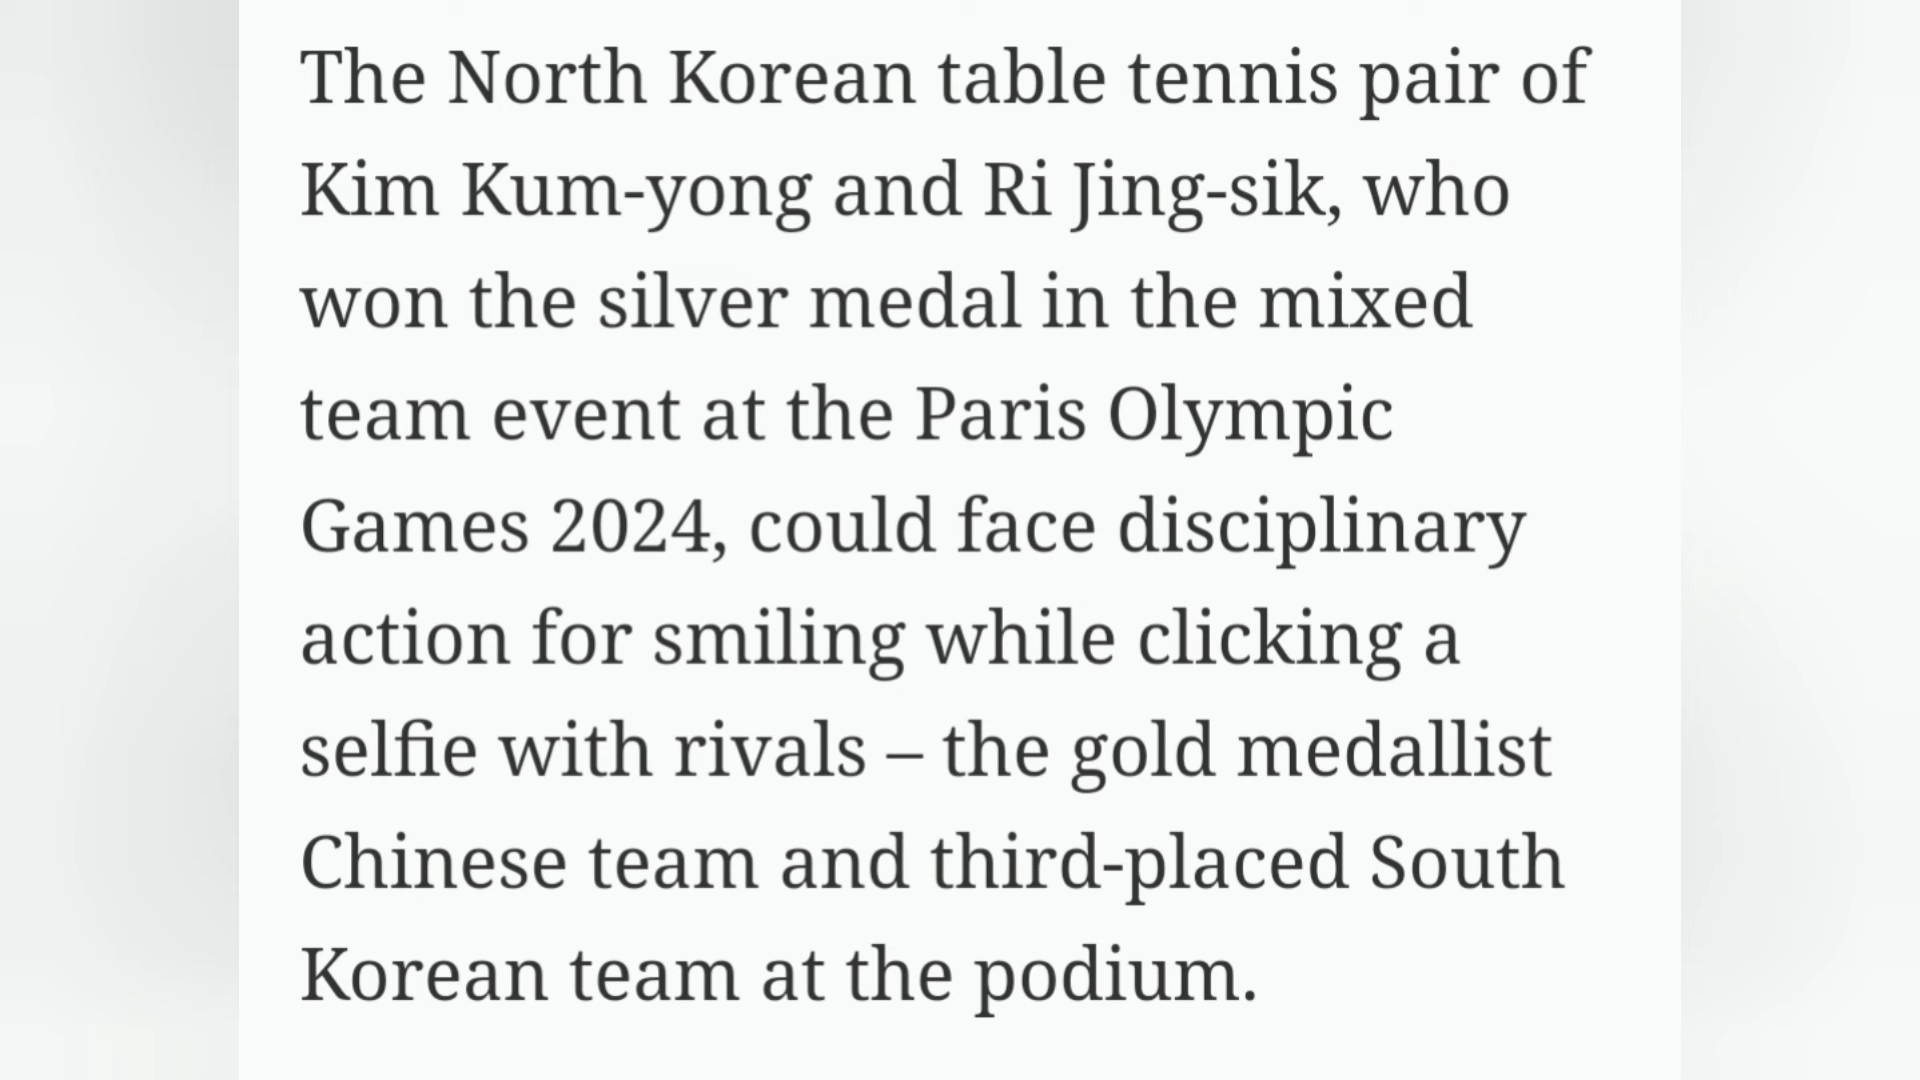 The North Korean table tennis pair of
Kim Kum-yong and Ri Jing-sik, who
won the silver medal in the mixed
team event at the Paris Olympic
Games 2024, could face disciplinary
action for smiling while clicking a
selfie with rivals – the gold medallist
Chinese team and third-placed South
Korean team at the podium.